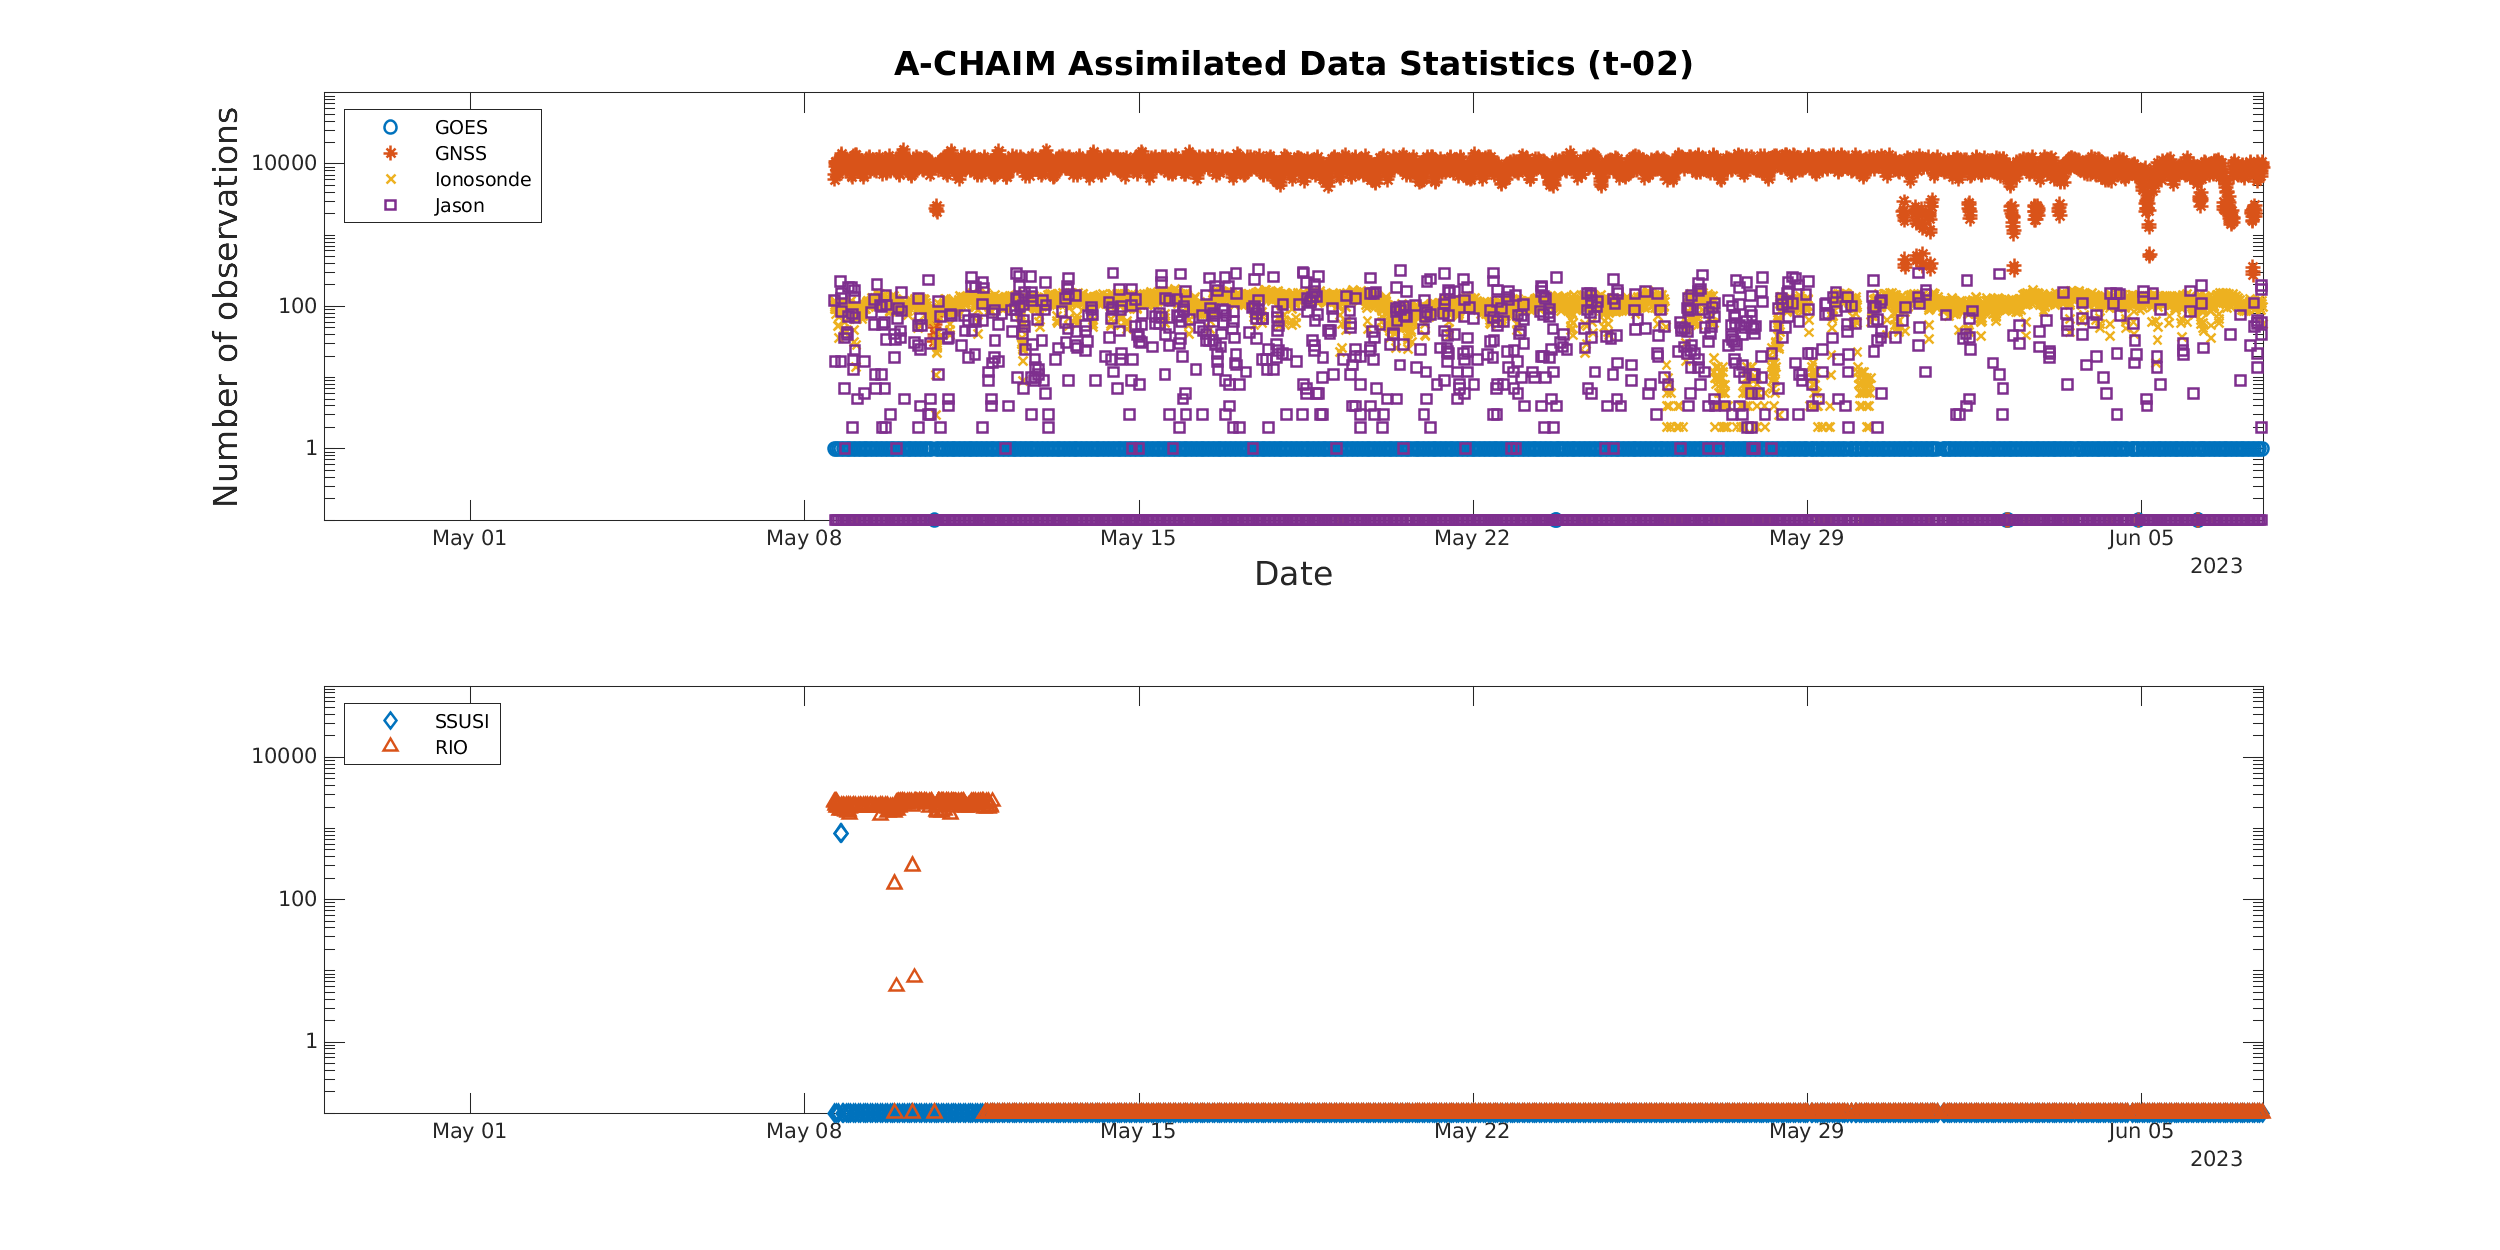 A-CHAIM Assimilated Data Statistics (t-02)
Number of observations
10000
100
1
GOES
GNSS
Ionosonde
Jason
May 01
May 08
May 15
May 22
May 29
Jun 05
2023
Date
10000
100
1
SSUSI
RIO
May 01
May 08
May 15
May 22
May 29
Jun 05
2023